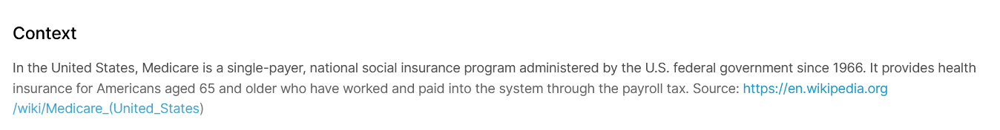 Context
In the United States, Medicare is a single-payer, national social insurance program administered by the U.S. federal government since 1966. It provides health
insurance for Americans aged 65 and older who have worked and paid into the system through the payroll tax. Source: https://en.wikipedia.org
/wiki/Medicare_(United_States)